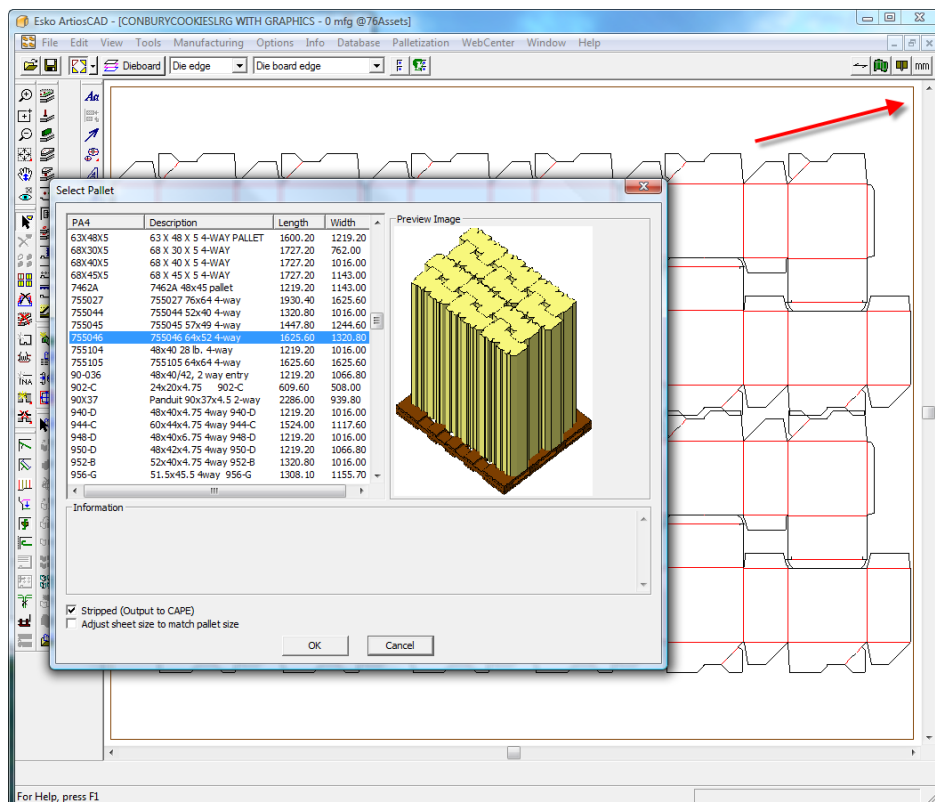 Esko ArtiosCAD - [CONBURYCOOKIESLRG WITH GRAPHICS - 0 mfg @76Assets]
File Edit View Tools Manufacturing Options Info Database Palletization WebCenter Window Help
Dieboard Die edge Die board edge mm
Select Pallet
PA4 Description Length Width
63X48X5 63 X 48 X 5 4-WAY PALLET 1600.20 1219.20
68X30X5 68 X 30 X 5 4-WAY 1727.20 762.00
68X40X5 68 X 40 X 5 4-WAY 1727.20 1016.00
68X45X5 68 X 45 X 5 4-WAY 1727.20 1143.00
7462A 7462A 48x45 pallet 1219.20 1143.00
755027 755027 76x64 4-way 1930.40 1625.60
755044 755044 52x40 4-way 1320.80 1016.00
755045 755045 57x49 4-way 1447.80 1244.60
755046 755046 64x52 4-way 1625.60 1320.80
755104 48x40 28 lb. 4-way 1219.20 1016.00
755105 755105 64x64 4-way 1625.60 1625.60
90-036 48x40/42, 2 way entry 1219.20 1066.80
902-C 24x20x4.75 902-C 609.60 508.00
90X37 Panduit 90x37x4.5 2-way 2286.00 939.80
940-D 48x40x4.75 4way 940-D 1219.20 1016.00
944-C 60x44x4.75 4way 944-C 1524.00 1117.60
948-D 48x40x6.75 4way 948-D 1219.20 1016.00
950-D 48x42x4.75 4way 950-D 1219.20 1066.80
952-B 52x40x4.75 4way 952-B 1320.80 1016.00
956-G 51.5x45.5 4way 956-G 1308.10 1155.70
Preview Image
Information
Stripped (Output to CAPE)
Adjust sheet size to match pallet size
OK Cancel
For Help, press F1